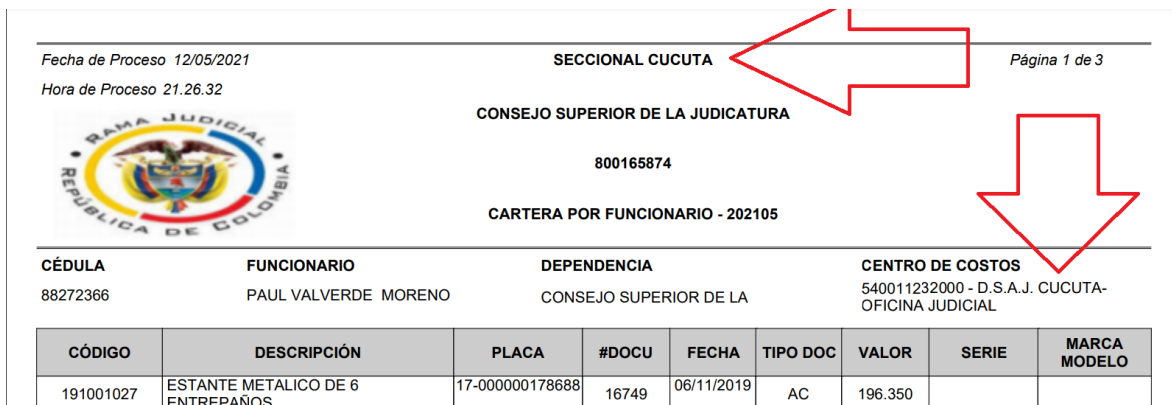 Fecha de Proceso 12/05/2021
SECCIONAL CUCUTA
Página 1 de 3
Hora de Proceso 21.26.32
CONSEJO SUPERIOR DE LA JUDICATURA
800165874
CARTERA POR FUNCIONARIO - 202105
RAMA JUDICIAL
REPÚBLICA DE COLOMBIA
CÉDULA FUNCIONARIO DEPENDENCIA CENTRO DE COSTOS
88272366 PAUL VALVERDE MORENO CONSEJO SUPERIOR DE LA 540011232000 - D.S.A.J. CUCUTA-
OFICINA JUDICIAL
CÓDIGO DESCRIPCIÓN PLACA #DOCU FECHA TIPO DOC VALOR SERIE MARCA
MODELO
191001027 ESTANTE METALICO DE 6 17-000000178688 16749 06/11/2019 AC 196.350
ENTREPAÑOS